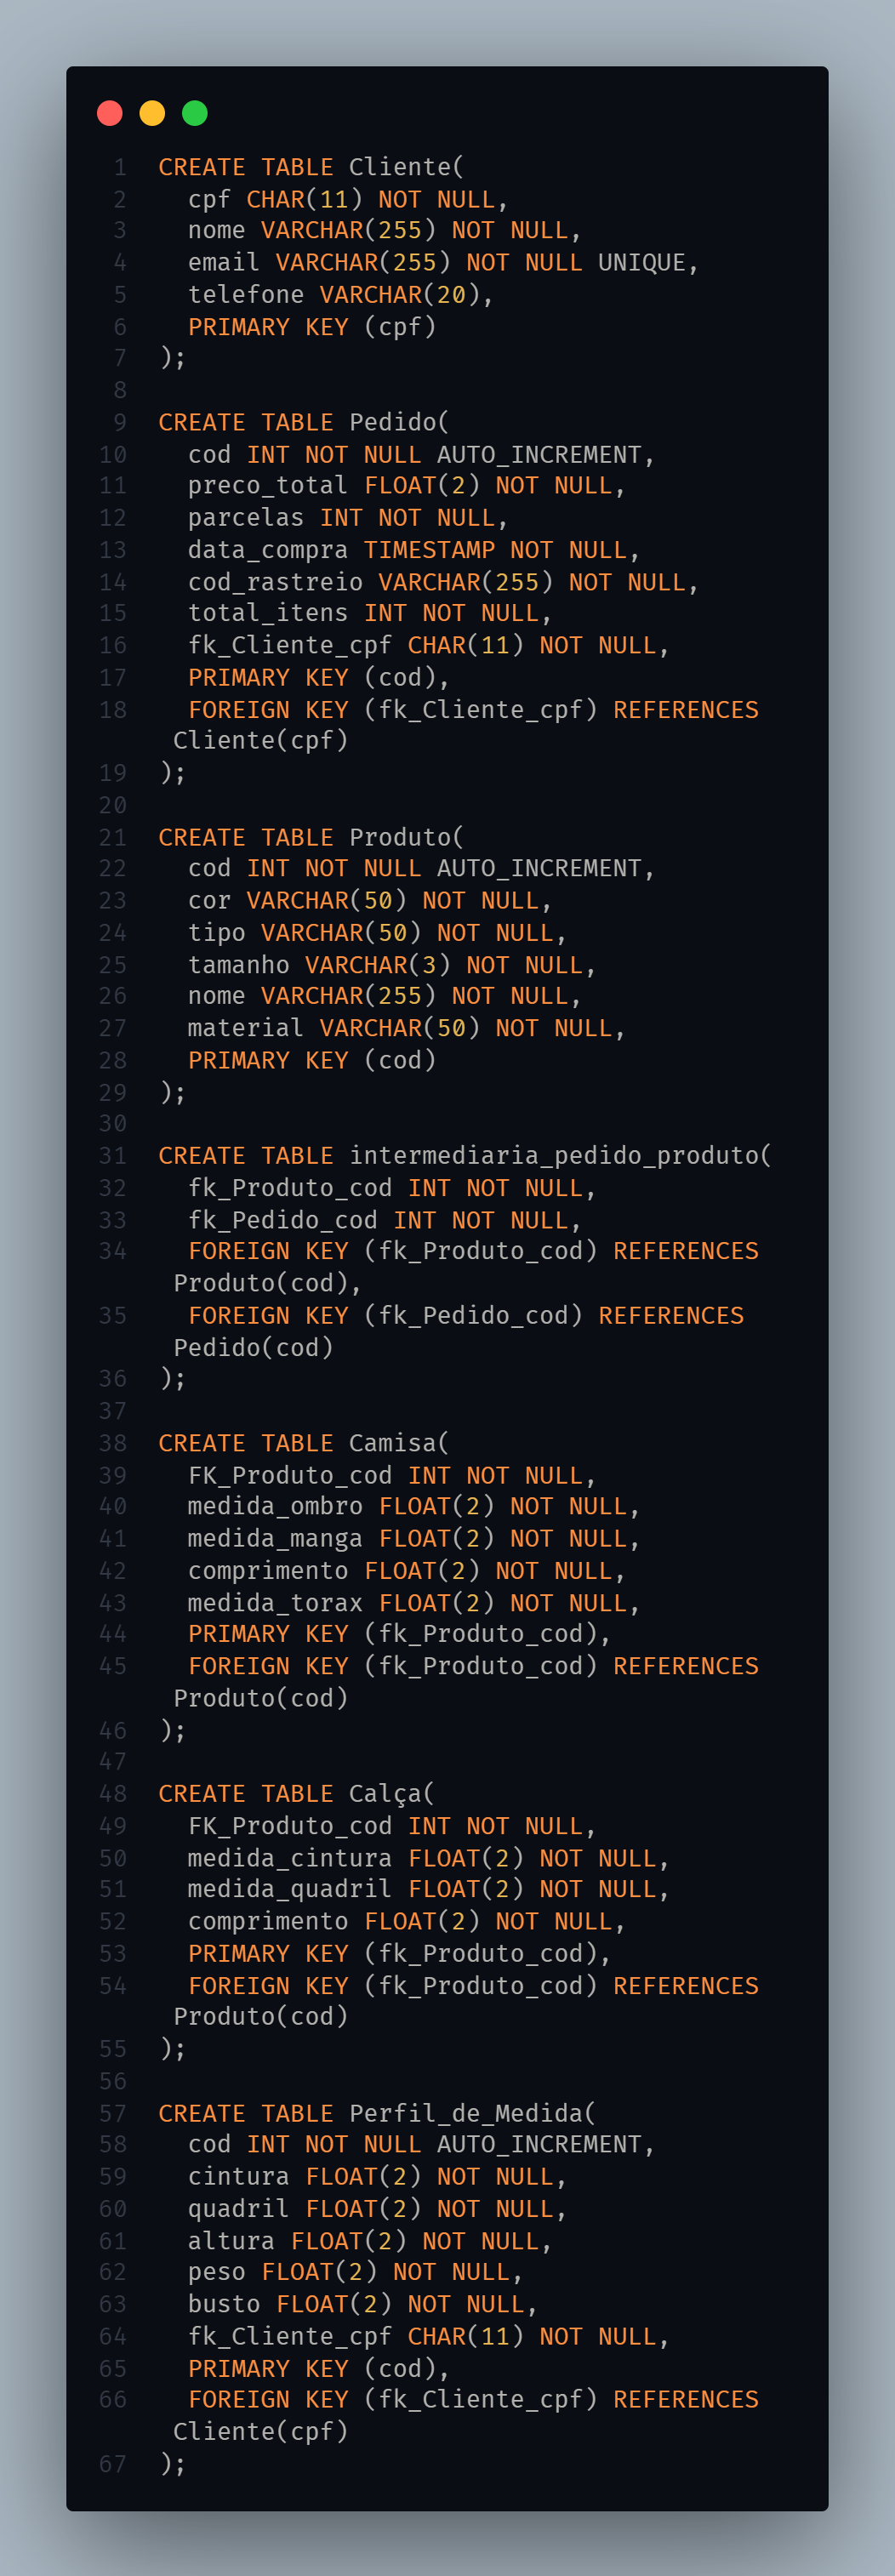 1 CREATE TABLE Cliente(
2 cpf CHAR(11) NOT NULL,
3 nome VARCHAR(255) NOT NULL,
4 email VARCHAR(255) NOT NULL UNIQUE,
5 telefone VARCHAR(20),
6 PRIMARY KEY (cpf)
7 );
8
9 CREATE TABLE Pedido(
10 cod INT NOT NULL AUTO_INCREMENT,
11 preco_total FLOAT(2) NOT NULL,
12 parcelas INT NOT NULL,
13 data_compra TIMESTAMP NOT NULL,
14 cod_rastreio VARCHAR(255) NOT NULL,
15 total_itens INT NOT NULL,
16 fk_Cliente_cpf CHAR(11) NOT NULL,
17 PRIMARY KEY (cod),
18 FOREIGN KEY (fk_Cliente_cpf) REFERENCES
Cliente(cpf)
19 );
20
21 CREATE TABLE Produto(
22 cod INT NOT NULL AUTO_INCREMENT,
23 cor VARCHAR(50) NOT NULL,
24 tipo VARCHAR(50) NOT NULL,
25 tamanho VARCHAR(3) NOT NULL,
26 nome VARCHAR(255) NOT NULL,
27 material VARCHAR(50) NOT NULL,
28 PRIMARY KEY (cod)
29 );
30
31 CREATE TABLE intermediaria_pedido_produto(
32 fk_Produto_cod INT NOT NULL,
33 fk_Pedido_cod INT NOT NULL,
34 FOREIGN KEY (fk_Produto_cod) REFERENCES
Produto(cod),
35 FOREIGN KEY (fk_Pedido_cod) REFERENCES
Pedido(cod)
36 );
37
38 CREATE TABLE Camisa(
39 FK_Produto_cod INT NOT NULL,
40 medida_ombro FLOAT(2) NOT NULL,
41 medida_manga FLOAT(2) NOT NULL,
42 comprimento FLOAT(2) NOT NULL,
43 medida_torax FLOAT(2) NOT NULL,
44 PRIMARY KEY (fk_Produto_cod),
45 FOREIGN KEY (fk_Produto_cod) REFERENCES
Produto(cod)
46 );
47
48 CREATE TABLE Calça(
49 FK_Produto_cod INT NOT NULL,
50 medida_cintura FLOAT(2) NOT NULL,
51 medida_quadril FLOAT(2) NOT NULL,
52 comprimento FLOAT(2) NOT NULL,
53 PRIMARY KEY (fk_Produto_cod),
54 FOREIGN KEY (fk_Produto_cod) REFERENCES
Produto(cod)
55 );
56
57 CREATE TABLE Perfil_de_Medida(
58 cod INT NOT NULL AUTO_INCREMENT,
59 cintura FLOAT(2) NOT NULL,
60 quadril FLOAT(2) NOT NULL,
61 altura FLOAT(2) NOT NULL,
62 peso FLOAT(2) NOT NULL,
63 busto FLOAT(2) NOT NULL,
64 fk_Cliente_cpf CHAR(11) NOT NULL,
65 PRIMARY KEY (cod),
66 FOREIGN KEY (fk_Cliente_cpf) REFERENCES
Cliente(cpf)
67 );